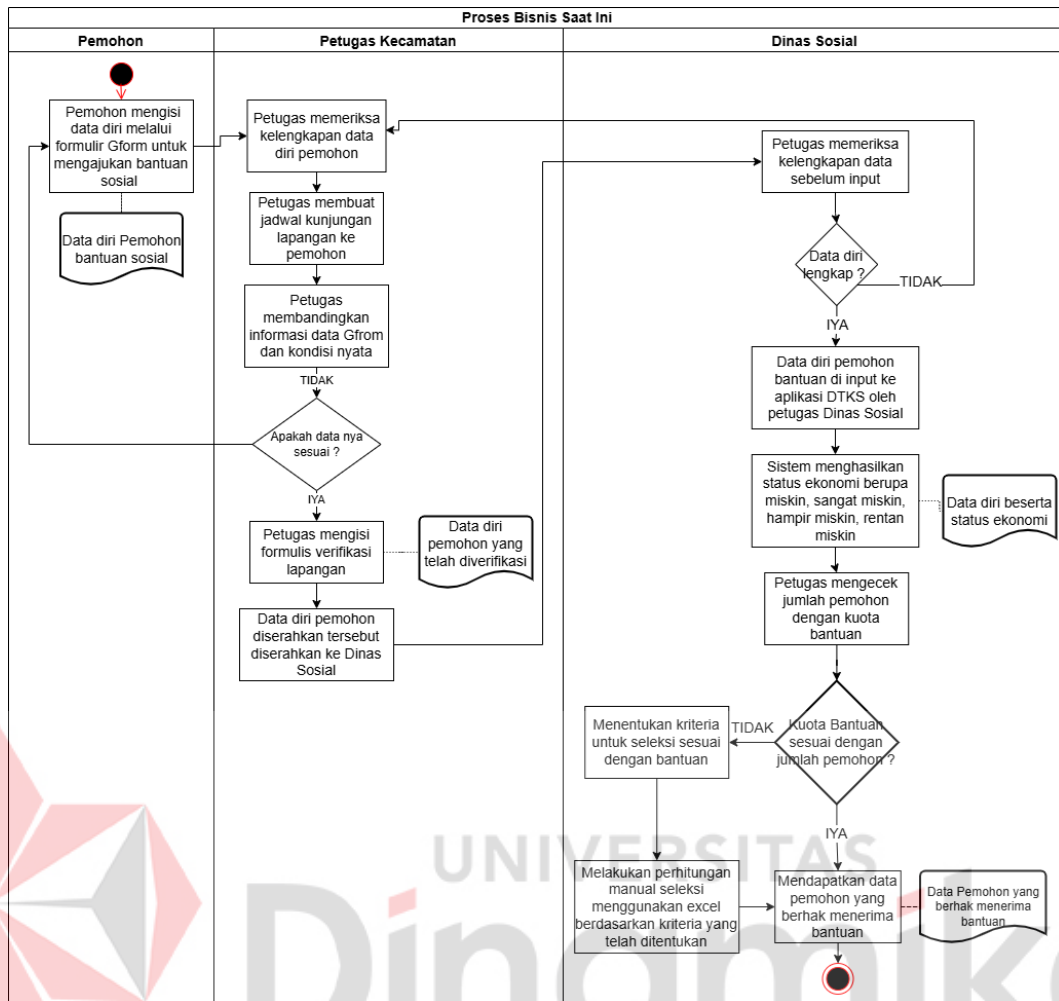 Proses Bisnis Saat Ini
Pemohon
Petugas Kecamatan
Dinas Sosial
Pemohon mengisi
data diri melalui
formulir Gform untuk
mengajukan bantuan
sosial
Data diri Pemohon
bantuan sosial
Petugas memeriksa
kelengkapan data
diri pemohon
Petugas membuat
jadwal kunjungan
lapangan ke
pemohon
Petugas
membandingkan
informasi data Gfrom
dan kondisi nyata
TIDAK
Apakah data nya
sesuai ?
IYA
Petugas mengisi
formulis verifikasi
lapangan
Data diri
pemohon yang
telah diverifikasi
Data diri pemohon
diserahkan tersebut
diserahkan ke Dinas
Sosial
Petugas memeriksa
kelengkapan data
sebelum input
Data diri
lengkap ?
TIDAK
IYA
Data diri pemohon
bantuan di input ke
aplikasi DTKS oleh
petugas Dinas Sosial
Sistem menghasilkan
status ekonomi berupa
miskin, sangat miskin,
hampir miskin, rentan
miskin
Data diri beserta
status ekonomi
Petugas mengecek
jumlah pemohon
dengan kuota
bantuan
Kuota Bantuan
sesuai dengan
jumlah pemohon ?
TIDAK
Menentukan kriteria
untuk seleksi sesuai
dengan bantuan
IYA
Melakukan perhitungan
manual seleksi
menggunakan excel
berdasarkan kriteria yang
telah ditentukan
Mendapatkan data
pemohon yang
berhak menerima
bantuan
Data Pemohon yang
berhak menerima
bantuan
UNIVERSITAS
Dinamika